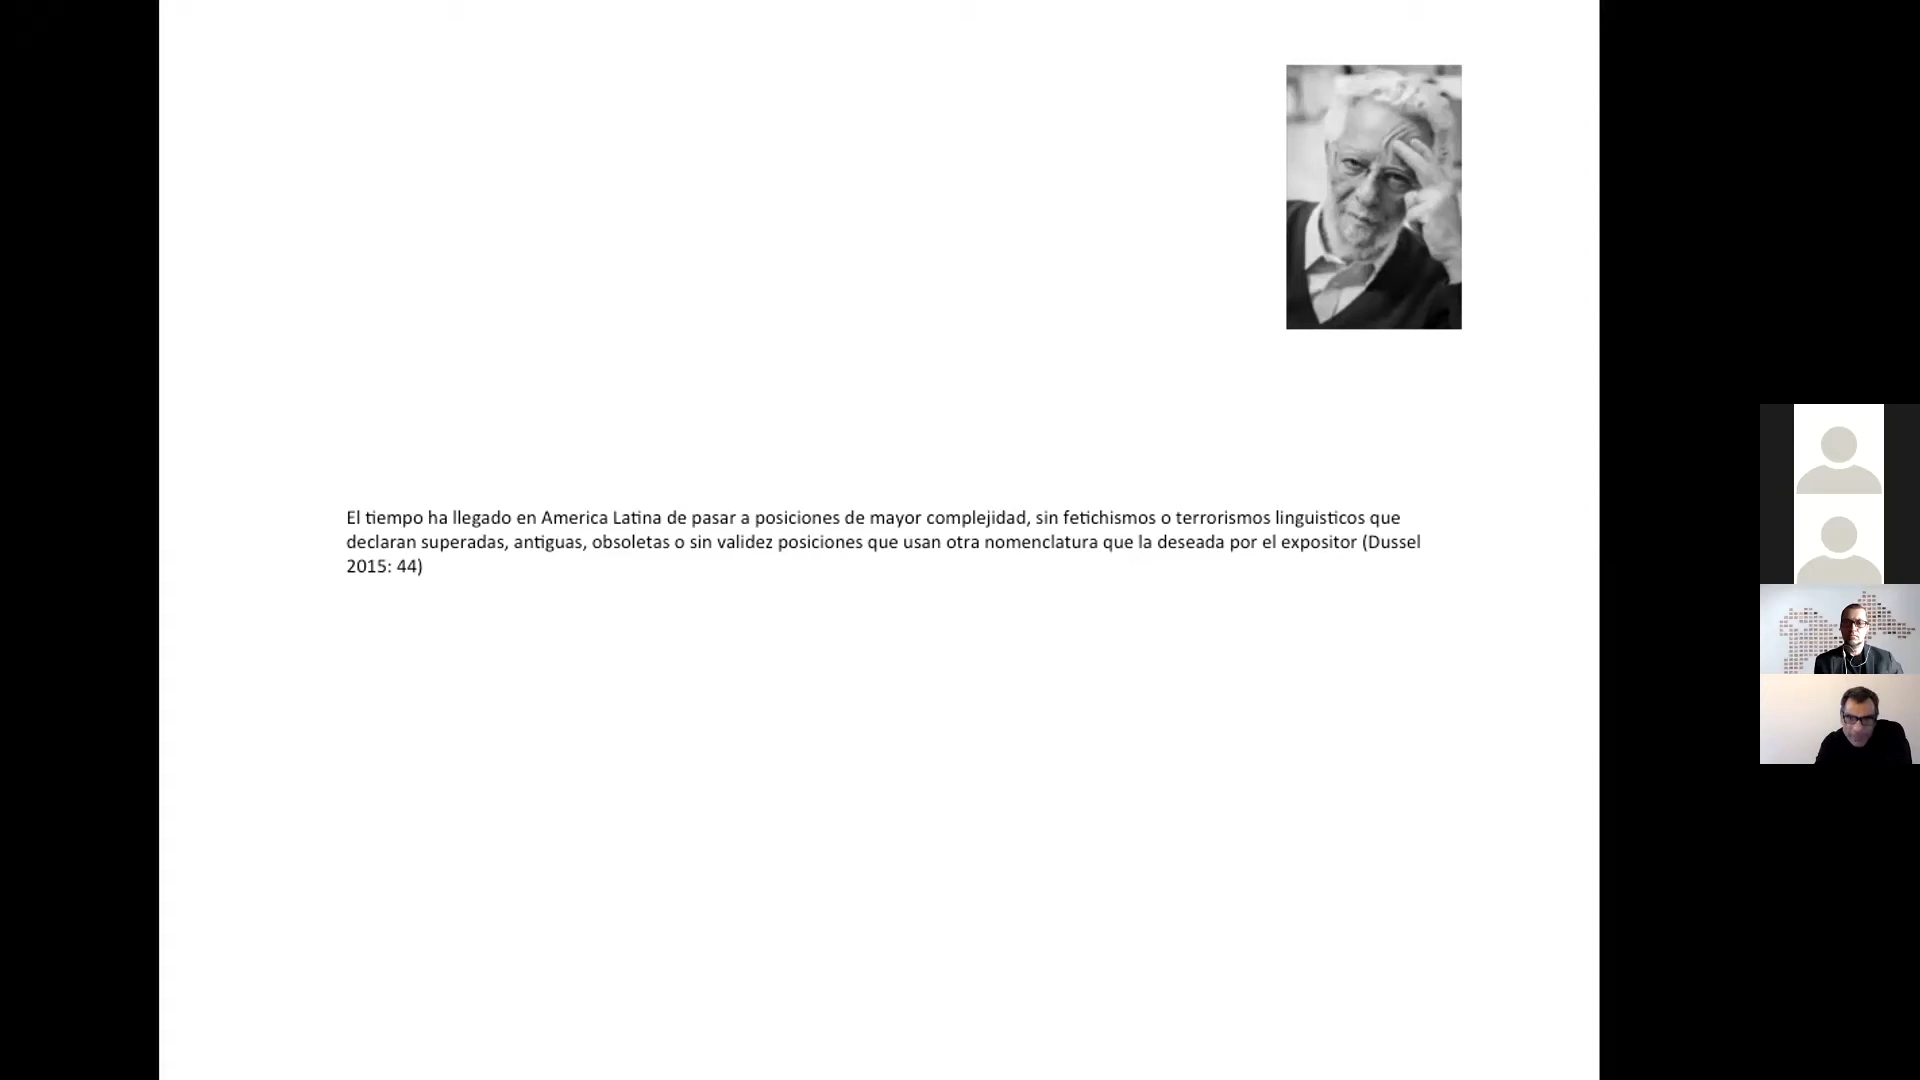 El tiempo ha llegado en America Latina de pasar a posiciones de mayor complejidad, sin fetichismos o terrorismos linguisticos que
declaran superadas, antiguas, obsoletas o sin validez posiciones que usan otra nomenclatura que la deseada por el expositor (Dussel
2015: 44)